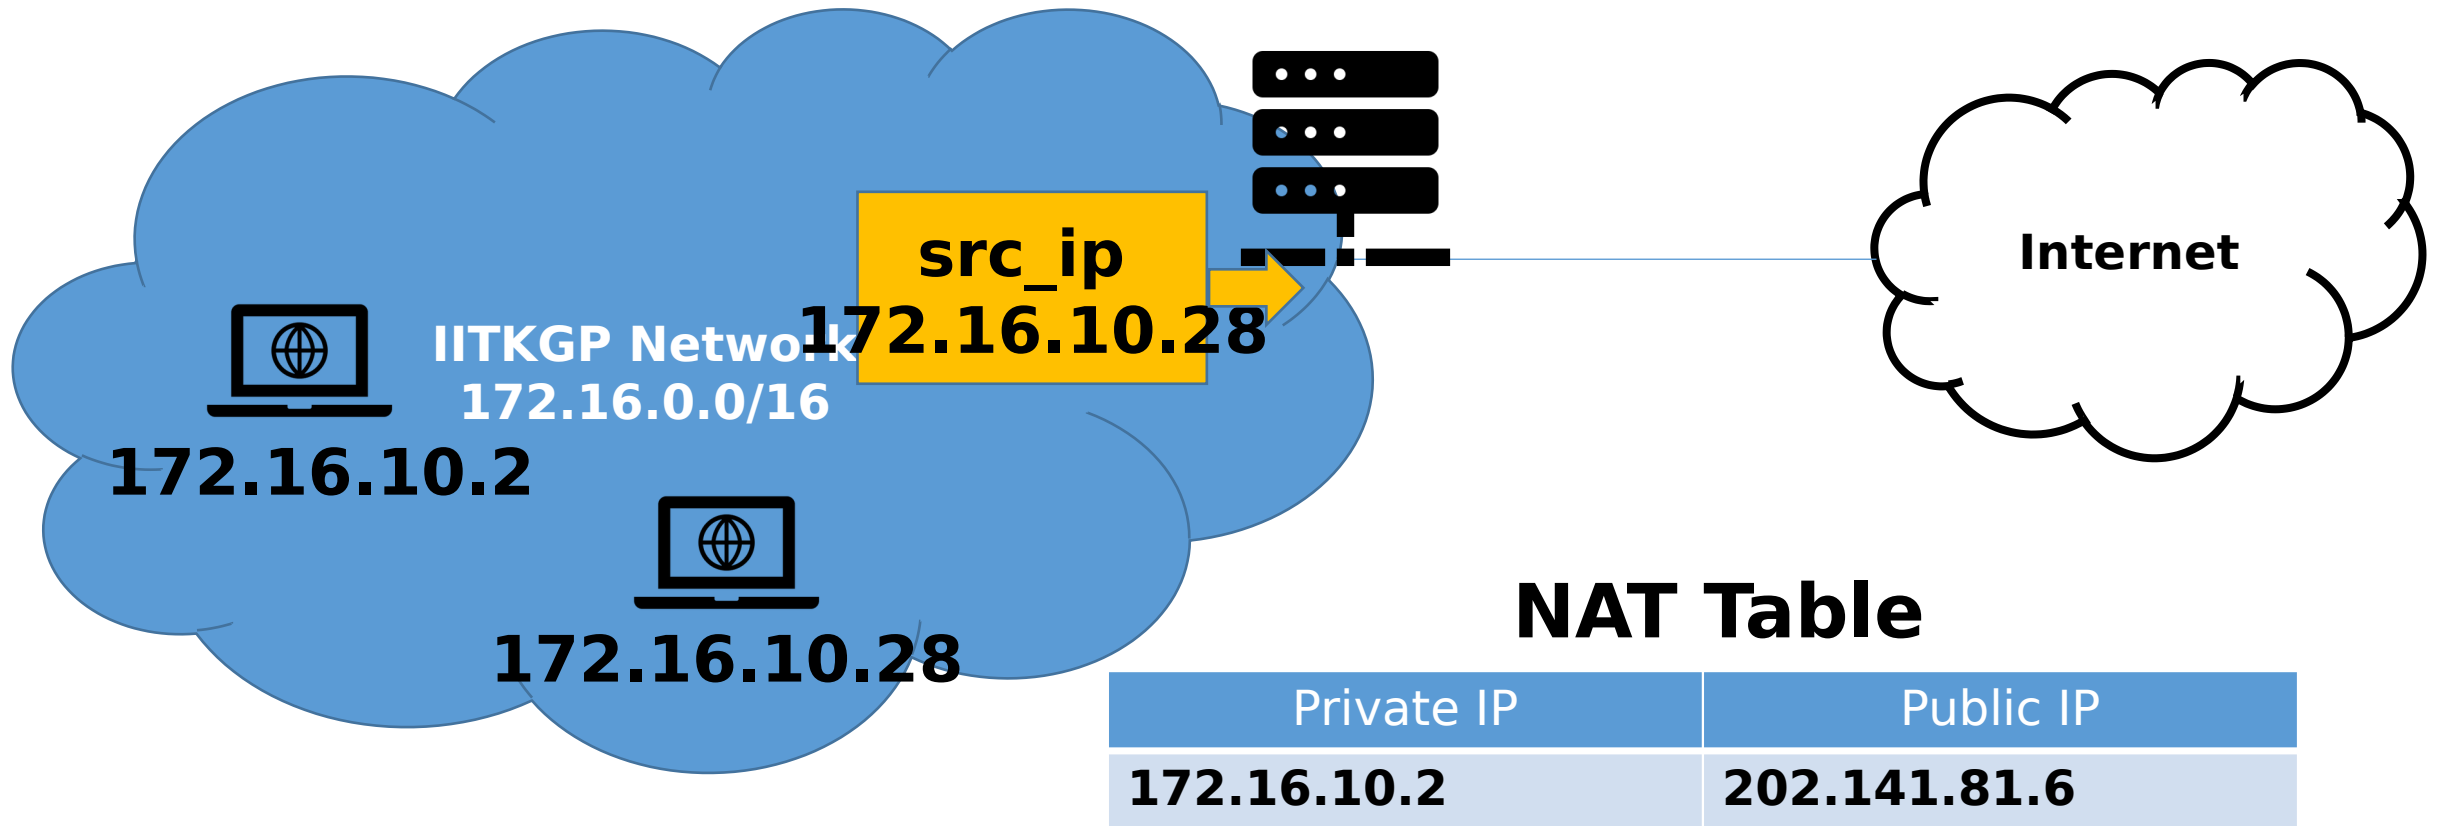 src_ip
172.16.10.28
IITKGP Network
172.16.0.0/16
172.16.10.2
172.16.10.28
Internet
NAT Table
Private IP Public IP
172.16.10.2 202.141.81.6